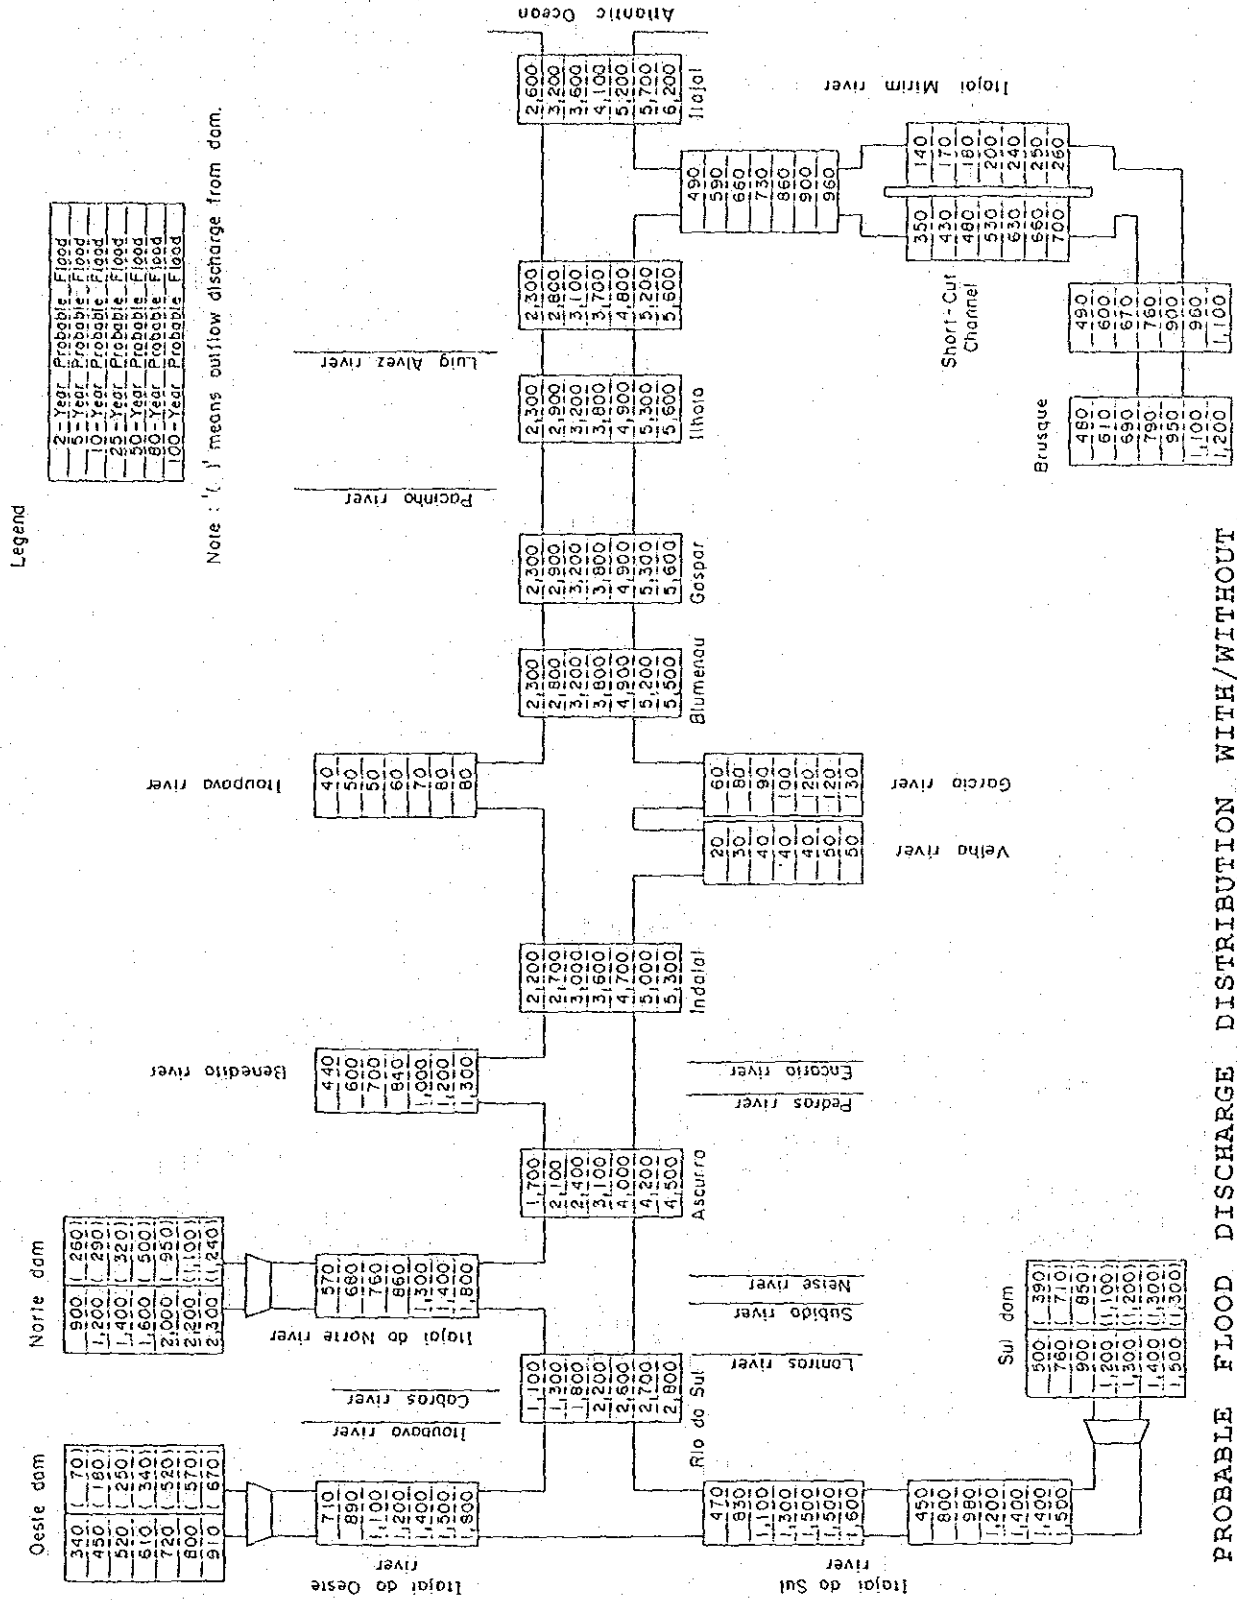 Legend
2-Year Probable Flood
5-Year Probable Flood
10-Year Probable Flood
25-Year Probable Flood
50-Year Probable Flood
80-Year Probable Flood
100-Year Probable Flood
Note : '( )' means outflow discharge from dam.
Oeste dam
340 ( 70)
450 ( 180)
520 ( 250)
610 ( 340)
720 ( 520)
800 ( 570)
910 ( 670)
Norte dam
990 ( 260)
1,200 ( 290)
1,400 ( 320)
1,600 ( 500)
2,000 ( 950)
2,200 (1,100)
2,300 (1,240)
Itajai do Oeste river
710
890
1,100
1,200
1,400
1,500
1,800
Itoupava river
Cobras river
Itajai do Norte river
570
680
760
860
1,300
1,400
1,800
Benedito river
440
600
700
840
1,000
1,200
1,300
Itoupava river
40
50
50
60
70
80
80
Pacinho river
Luig Alvez river
Rio do Sul
1,100
1,300
1,800
2,200
2,600
2,700
2,800
Ascurra
1,700
2,100
2,400
3,100
4,000
4,200
4,500
Indaial
2,200
2,700
3,000
3,600
4,700
5,000
5,300
Blumenau
2,300
2,800
3,200
3,800
4,900
5,200
5,500
Gaspar
2,300
2,900
3,200
3,800
4,900
5,300
5,600
Ilhota
2,300
2,900
3,200
3,800
4,900
5,300
5,600
2,300
2,800
3,100
3,700
4,800
5,200
5,600
Itajaí
2,600
3,200
3,600
4,100
5,200
5,700
6,200
Atlantic Ocean
Itajai do Sul river
470
830
1,100
1,300
1,500
1,500
1,600
450
800
980
1,200
1,400
1,400
1,500
Sul dam
500 ( 390)
760 ( 710)
900 ( 850)
1,200 (1,100)
1,300 (1,200)
1,400 (1,300)
1,500 (1,300)
Lontras river
Subida river
Neise river
Pedras river
Encario river
Velha river
20
30
40
40
40
50
50
Garcia river
60
80
90
100
120
120
130
490
590
660
730
860
900
960
Short-Cut Channel
350
430
480
530
630
660
700
Itajai Mirim river
140
170
180
200
240
250
260
Brusque
480
610
690
790
950
1,100
1,200
490
600
670
760
900
960
1,100
PROBABLE FLOOD DISCHARGE DISTRIBUTION WITH/WITHOUT